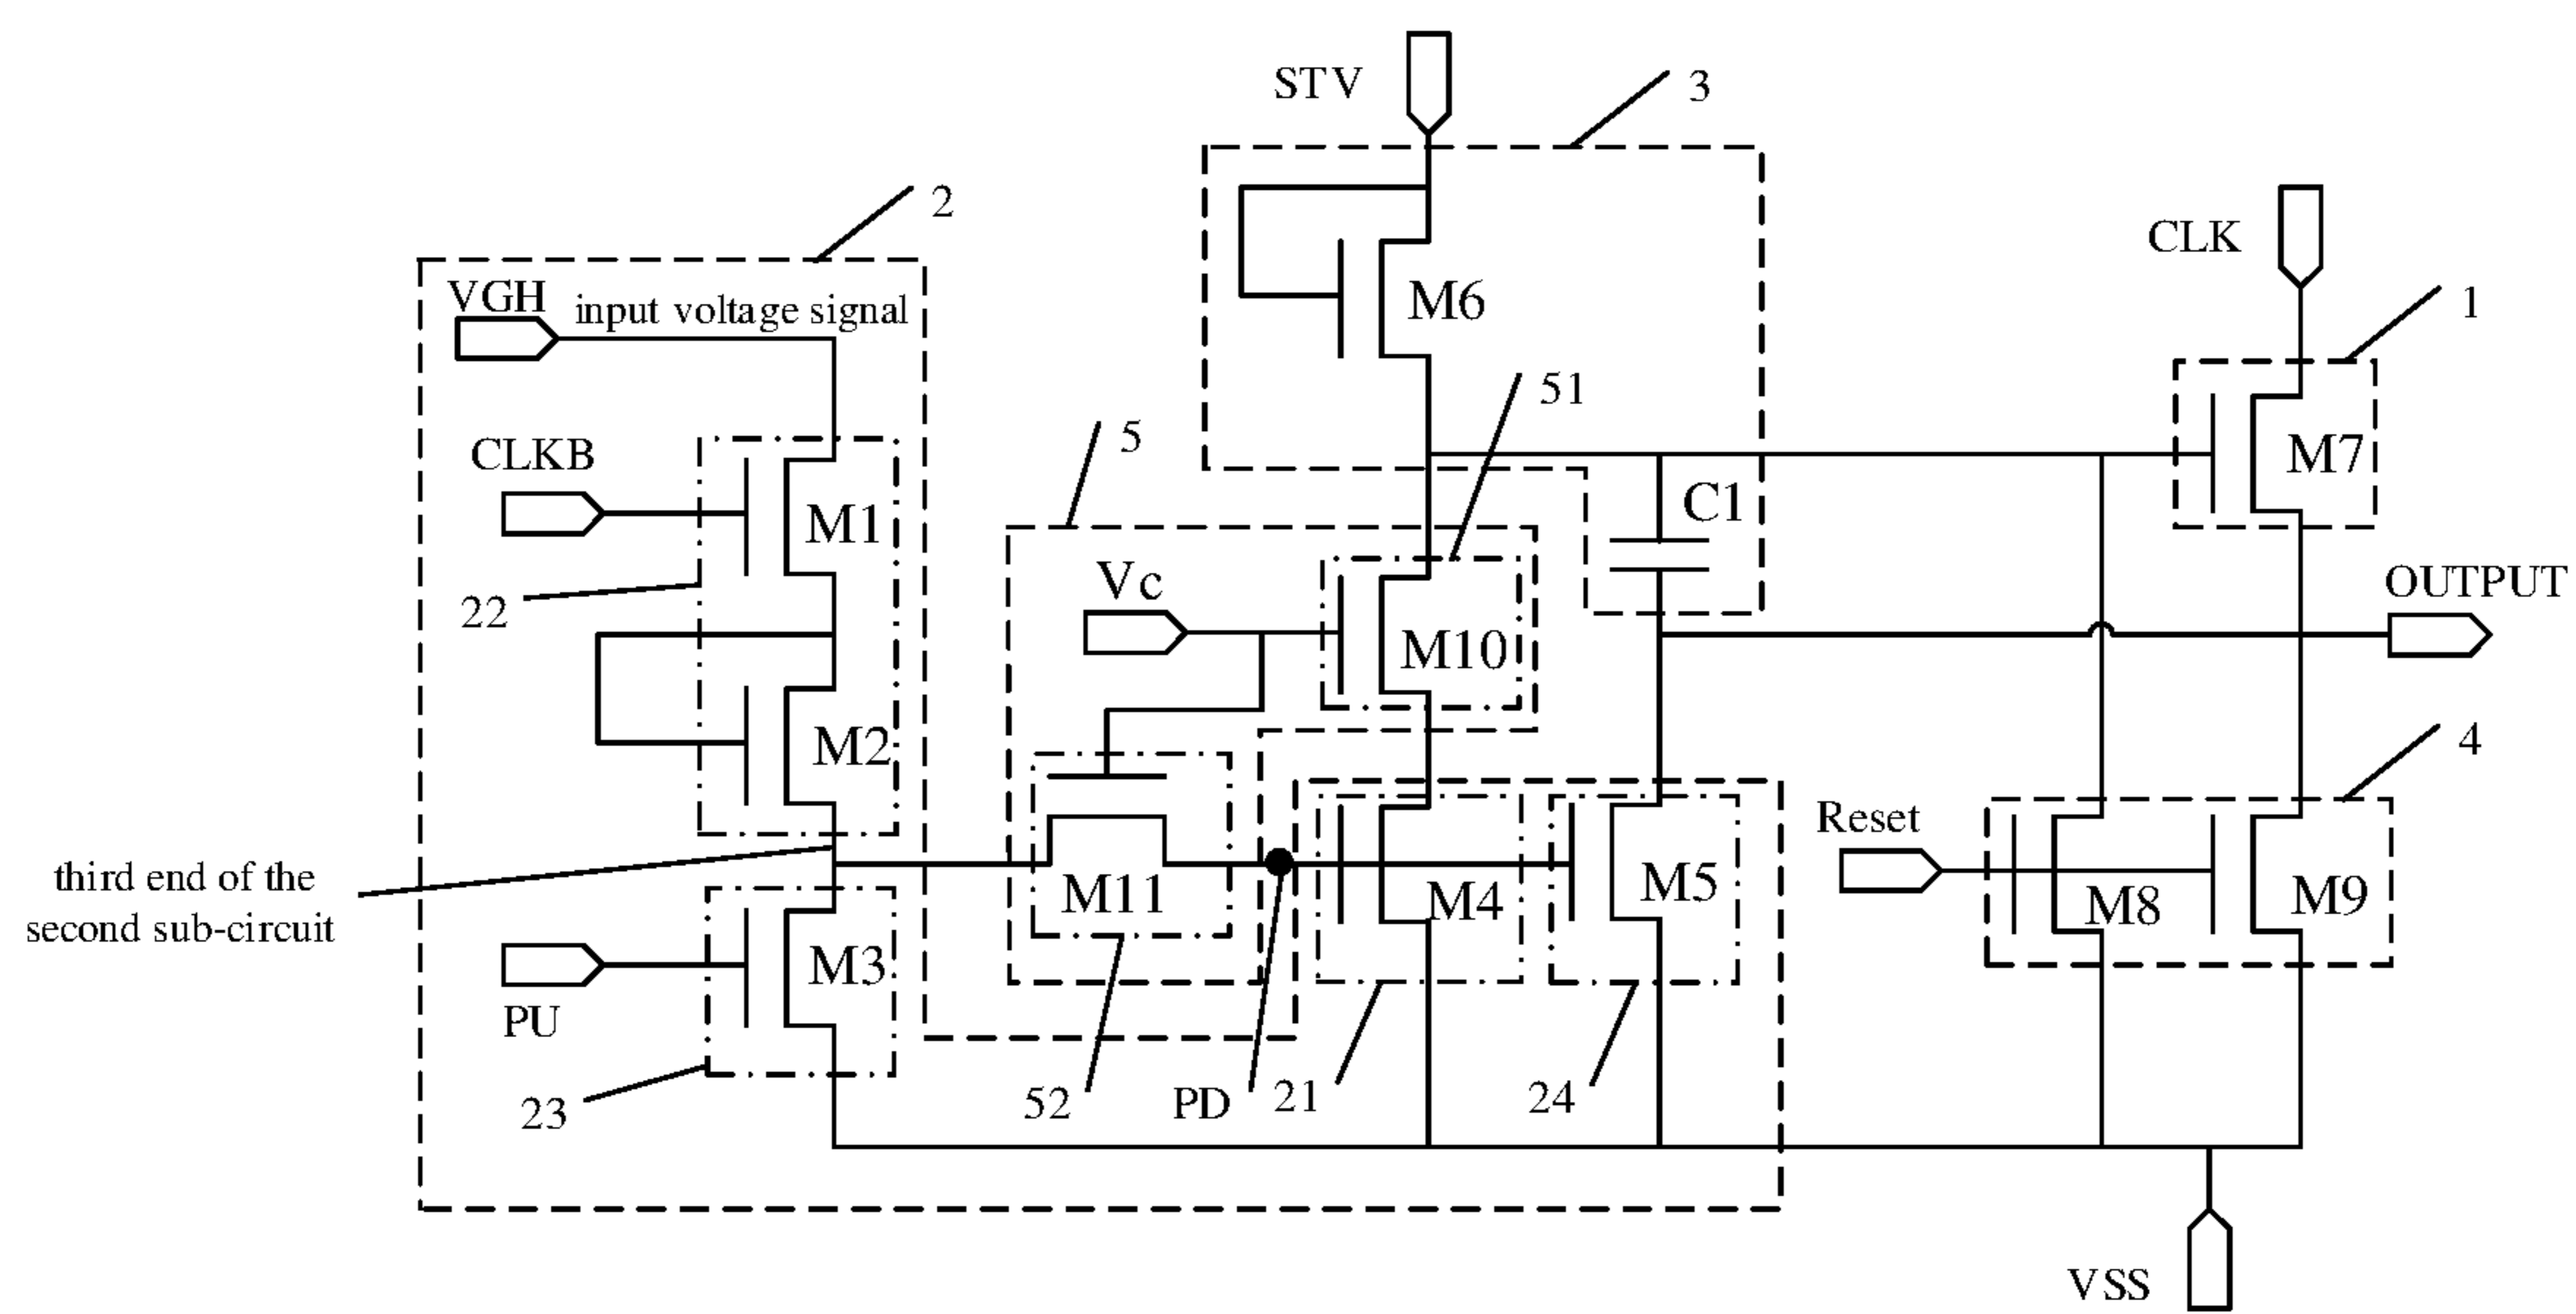 STV
3
2
CLK
VGH
input voltage signal
M6
1
51
CLKB
5
M7
C1
M1
Vc
OUTPUT
22
M10
M2
4
Reset
third end of the
second sub-circuit
M11
M4
M5
M8
M9
M3
PU
23
52
PD
21
24
VSS